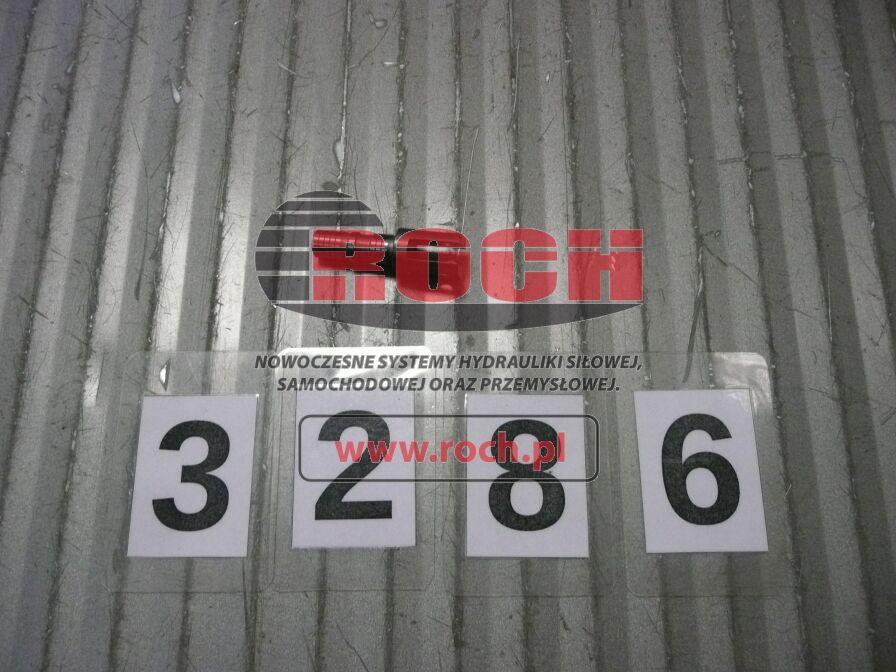 ROCH
NOWOCZESNE SYSTEMY HYDRAULIKI SIŁOWEJ,
SAMOCHODOWEJ ORAZ PRZEMYSŁOWEJ.
www.roch.pl
3 2 8 6